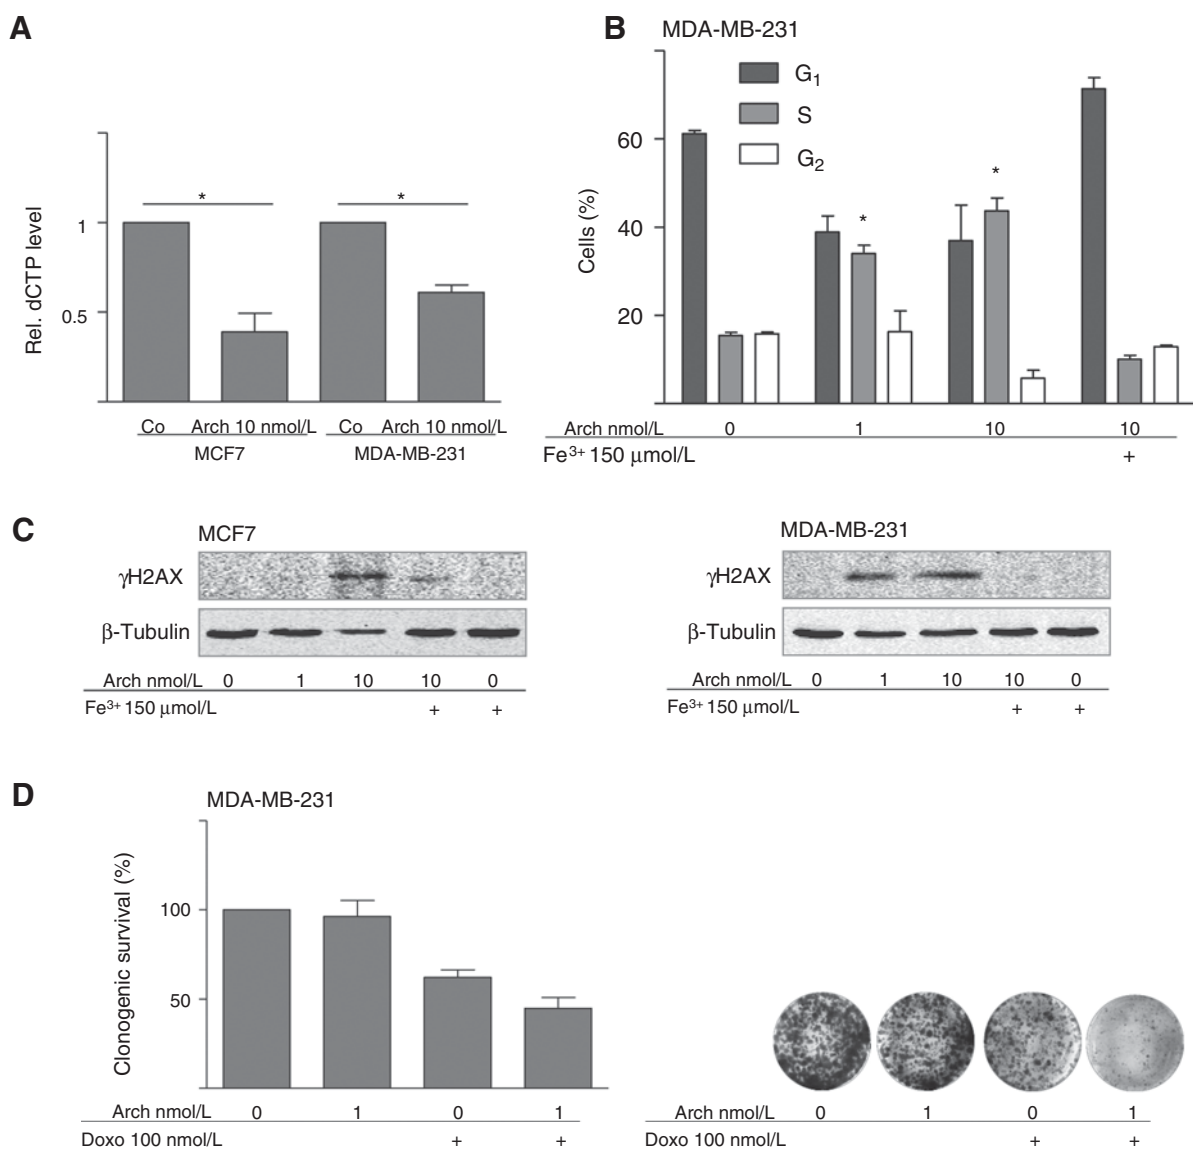 A
Rel. dCTP level
1
0.5
*
*
Co Arch 10 nmol/L Co Arch 10 nmol/L
MCF7 MDA-MB-231
B
MDA-MB-231
G1
S
G2
Cells (%)
60
40
20
*
*
Arch nmol/L 0 1 10 10
Fe3+ 150 μmol/L +
C
MCF7
γH2AX
β-Tubulin
Arch nmol/L 0 1 10 10 0
Fe3+ 150 μmol/L + +
MDA-MB-231
γH2AX
β-Tubulin
Arch nmol/L 0 1 10 10 0
Fe3+ 150 μmol/L + +
D
MDA-MB-231
Clonogenic survival (%)
100
50
Arch nmol/L 0 1 0 1
Doxo 100 nmol/L + +
Arch nmol/L 0 1 0 1
Doxo 100 nmol/L + +